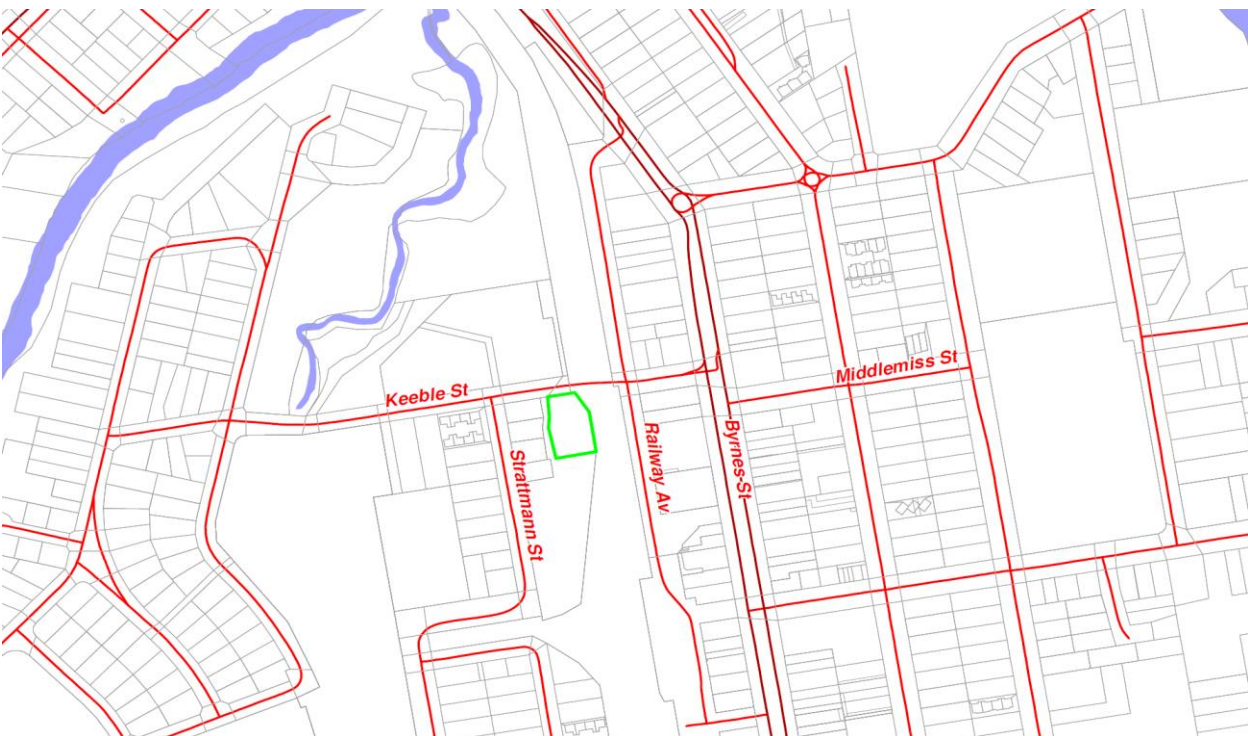 Middlemiss St
Keeble St
Railway Av
Byrnes St
Strattmann St